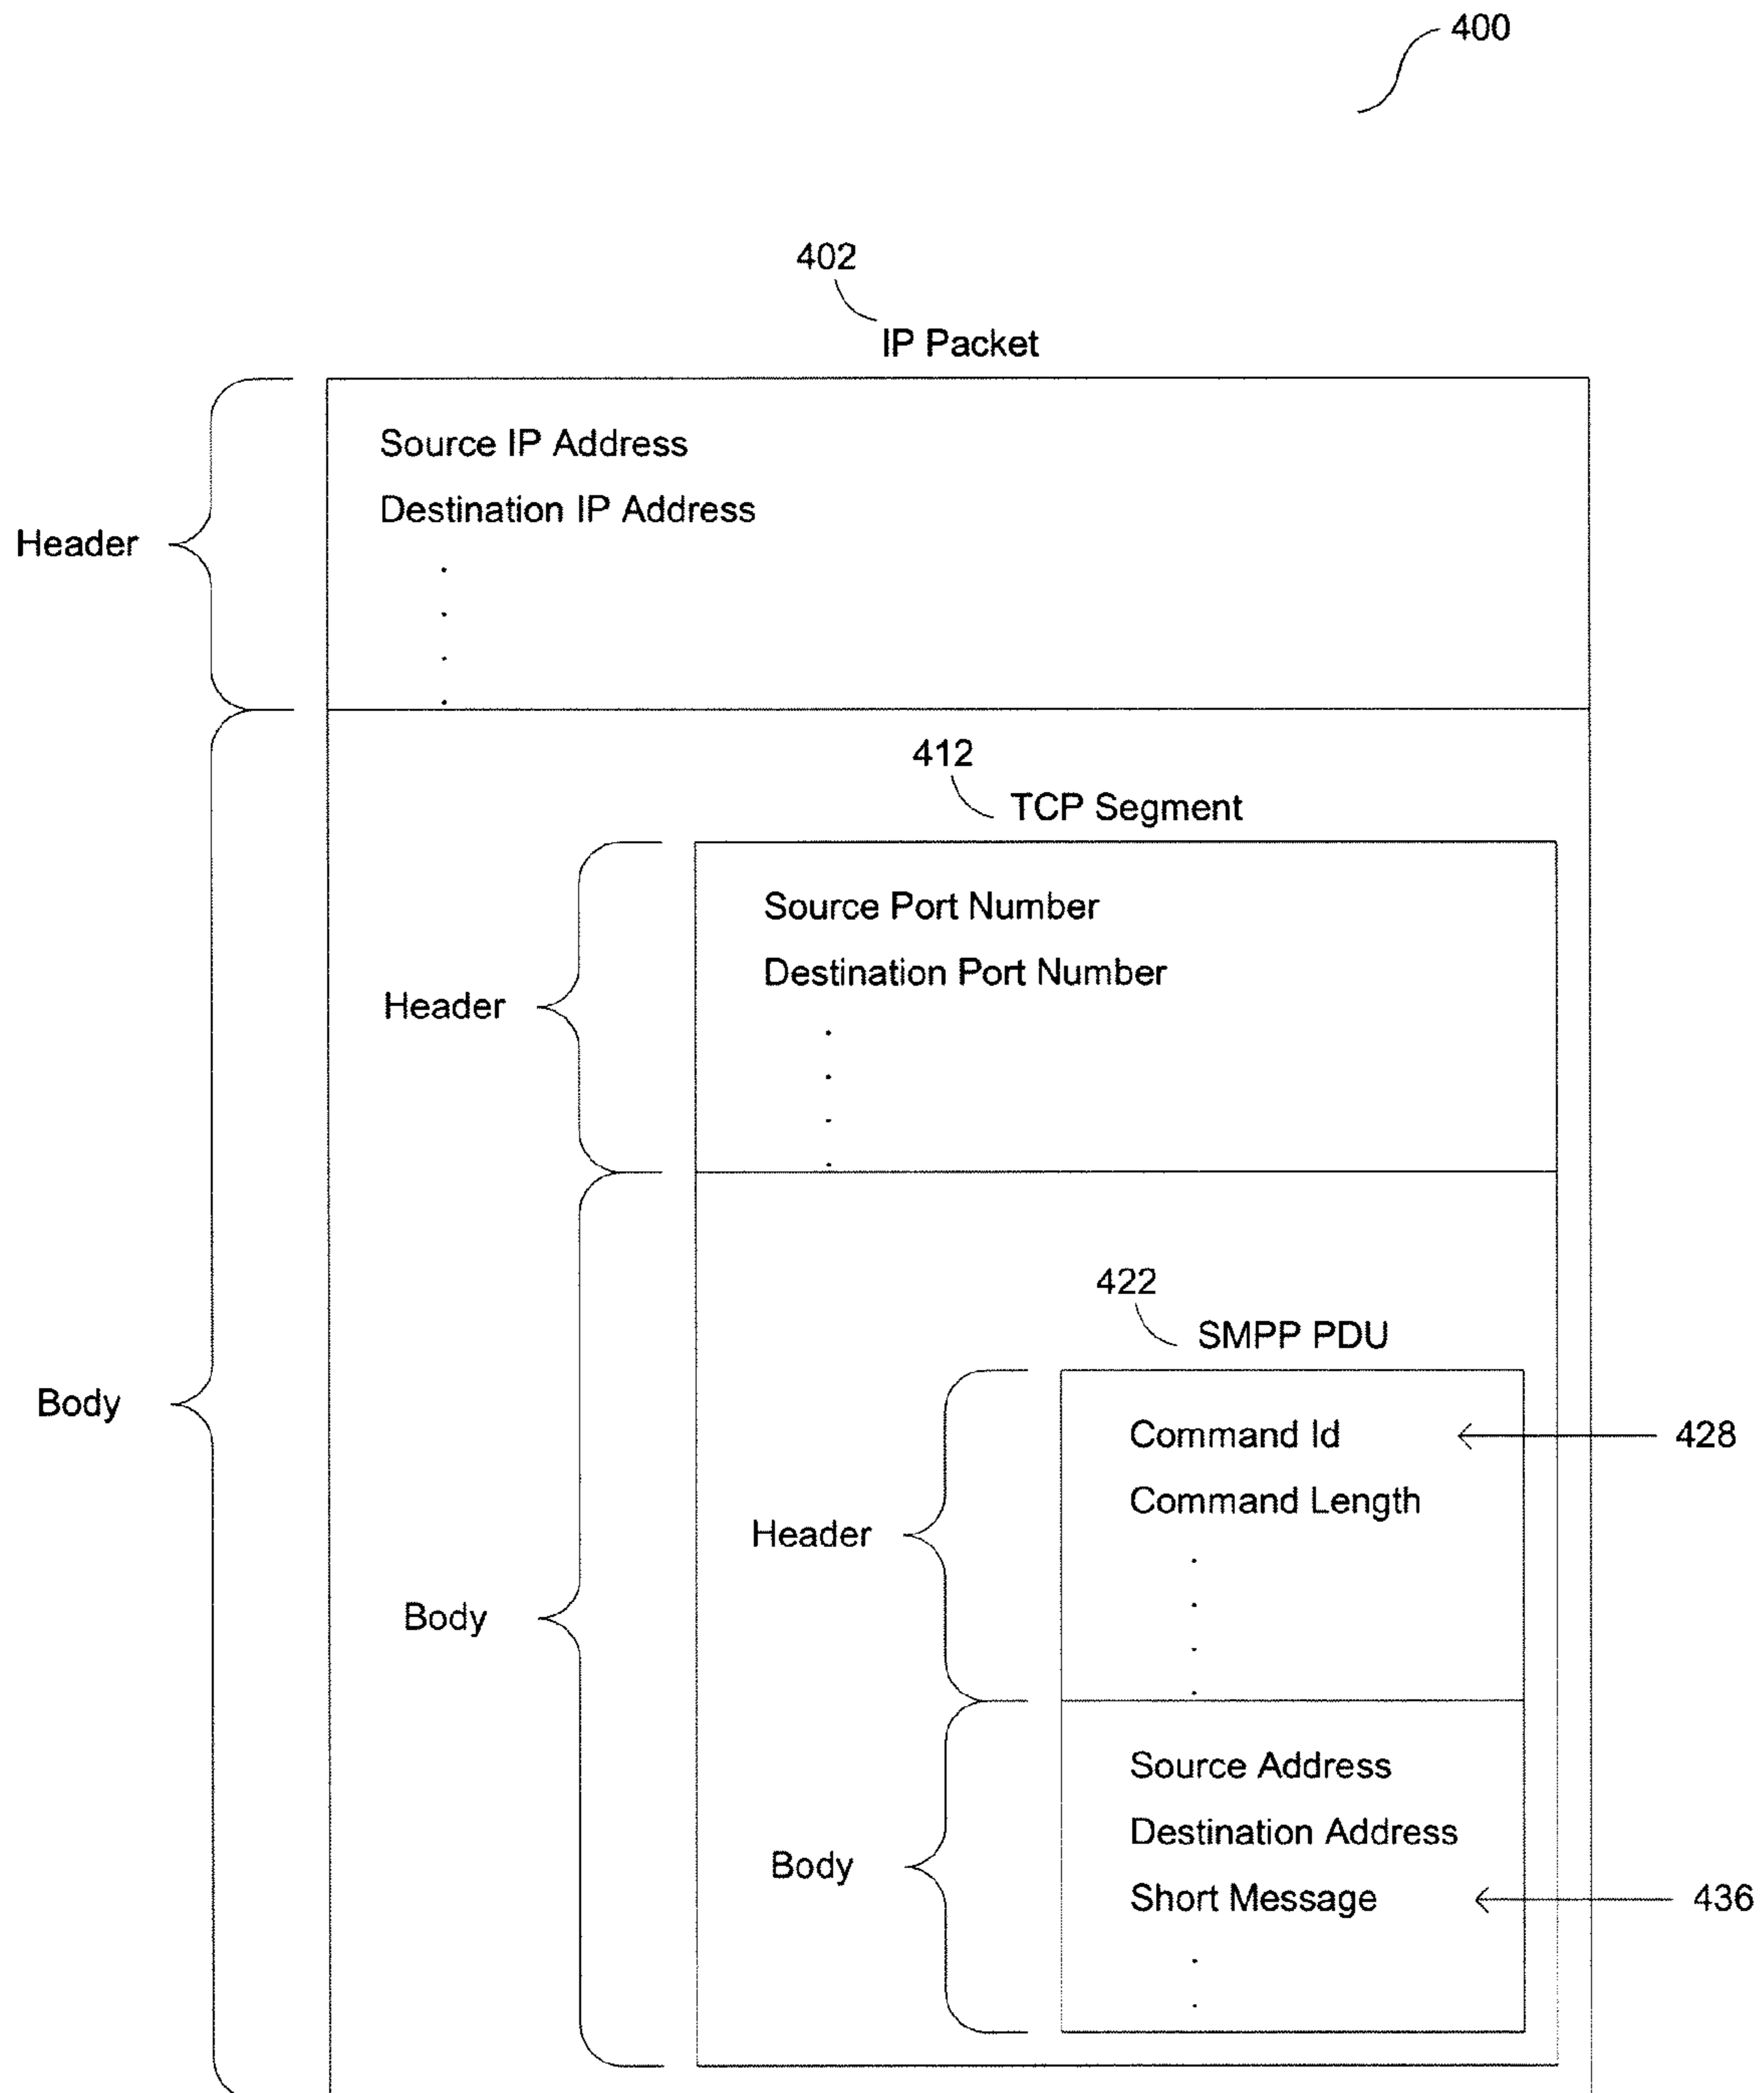 400
402
IP Packet
Source IP Address
Destination IP Address
Header
412
TCP Segment
Source Port Number
Destination Port Number
Header
422
SMPP PDU
Body
Command Id
428
Command Length
Header
Body
Source Address
Destination Address
Body
Short Message
436